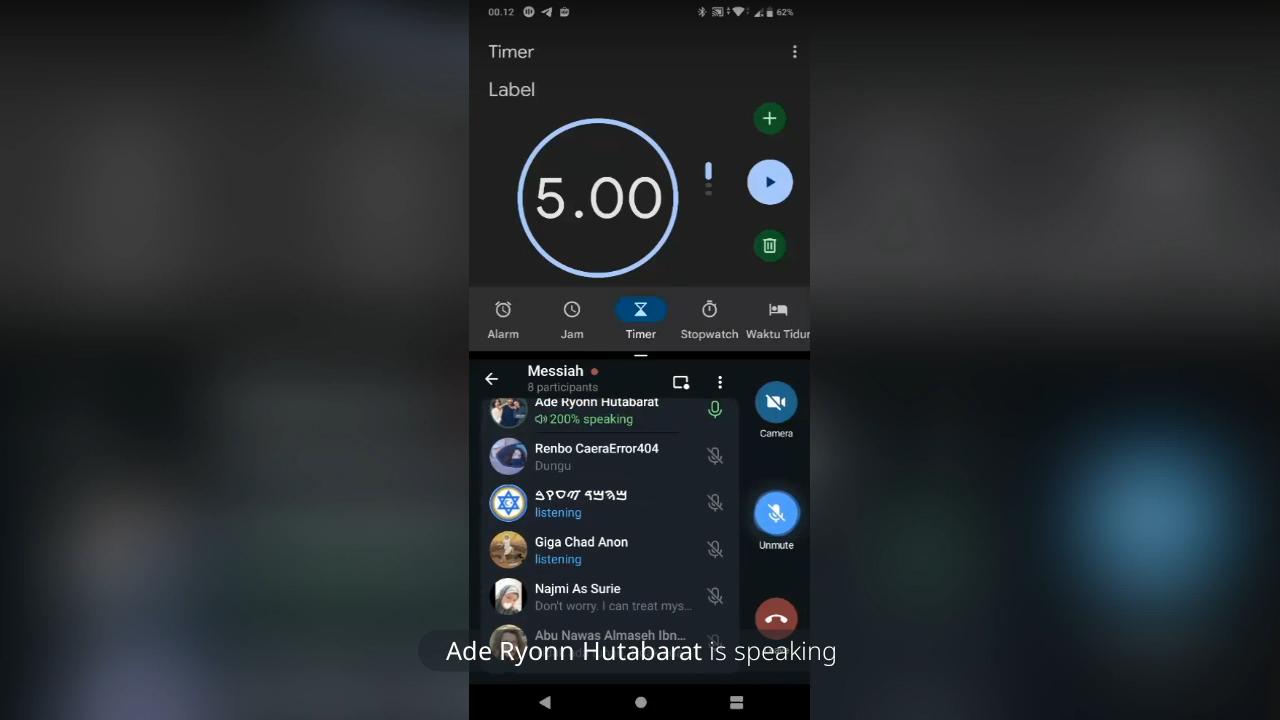 00.12
62%
Timer
Label
5.00
Alarm
Jam
Timer
Stopwatch
Waktu Tidur
Messiah
8 participants
Ade Ryonn Hutabarat
200% speaking
Camera
Renbo CaeraError404
Dungu
listening
Unmute
Giga Chad Anon
listening
Najmi As Surie
Don't worry. I can treat mys...
Abu Nawas Almaseh Ibn...
Ade Ryonn Hutabarat is speaking